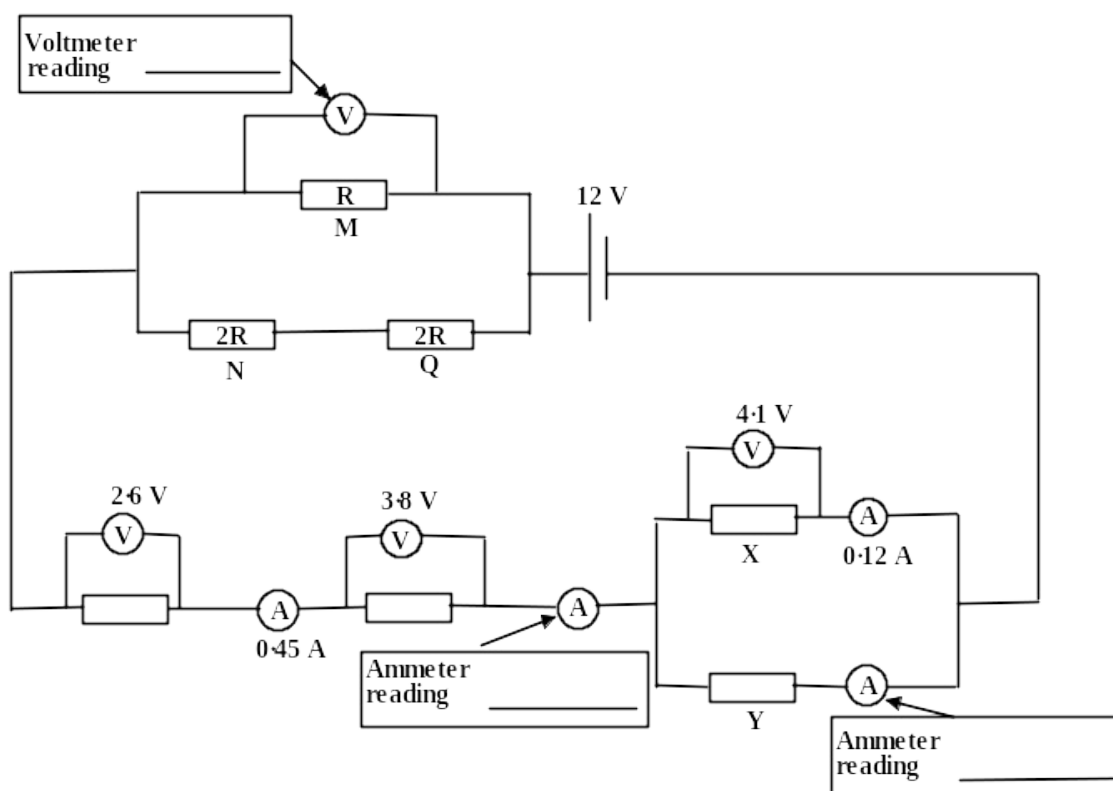 Voltmeter
reading
V
R
M
12 V
2R
2R
N
Q
4·1 V
V
2·6 V
3·8 V
V
V
A
X
0·12 A
A
A
0·45 A
Ammeter
reading
A
Y
Ammeter
reading